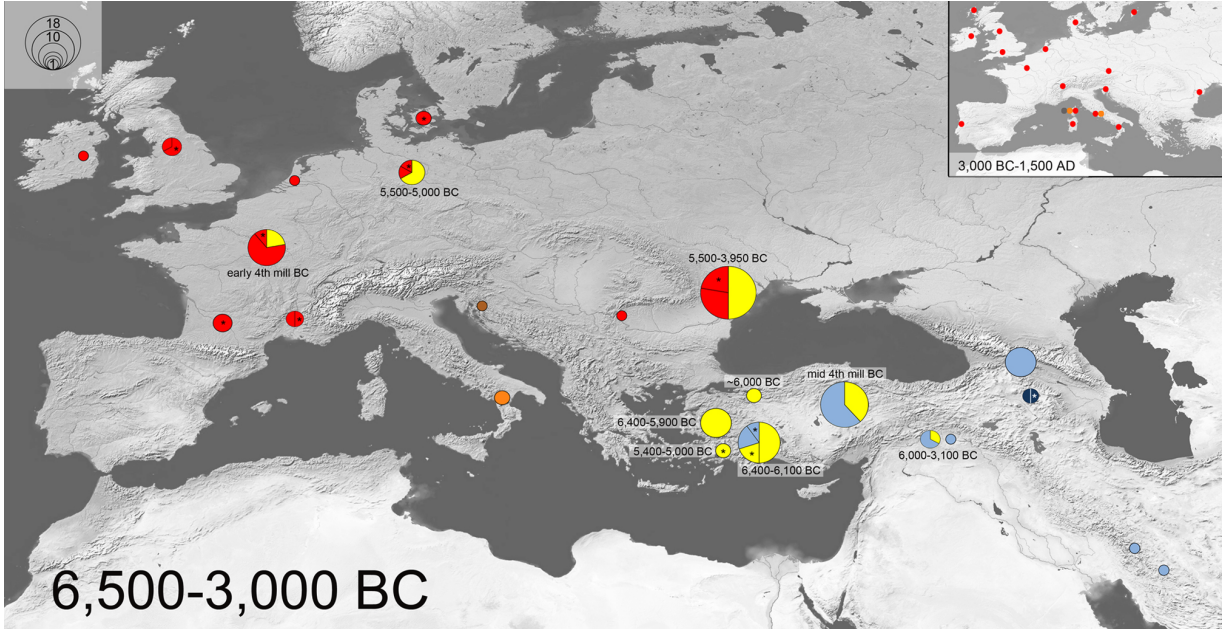 18
10
1
3,000 BC-1,500 AD
5,500-5,000 BC
early 4th mill BC
5,500-3,950 BC
~6,000 BC
mid 4th mill BC
6,400-5,900 BC
5,400-5,000 BC
6,400-6,100 BC
6,000-3,100 BC
6,500-3,000 BC